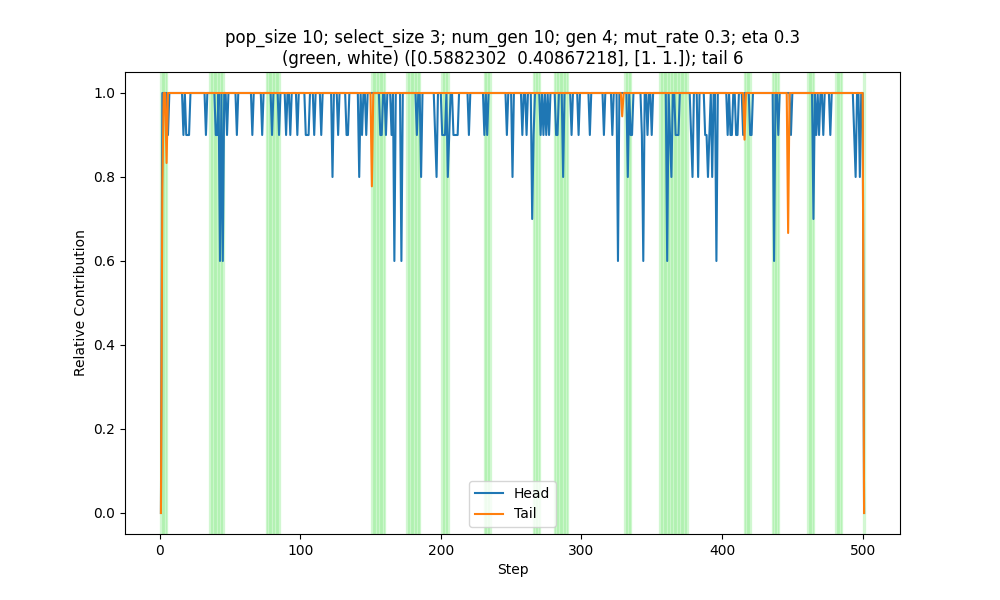 pop_size 10; select_size 3; num_gen 10; gen 4; mut_rate 0.3; eta 0.3
(green, white) ([0.5882302  0.40867218], [1. 1.]); tail 6
1.0
0.8
0.6
0.4
0.2
0.0
Relative Contribution
Head
Tail
0
100
200
300
400
500
Step